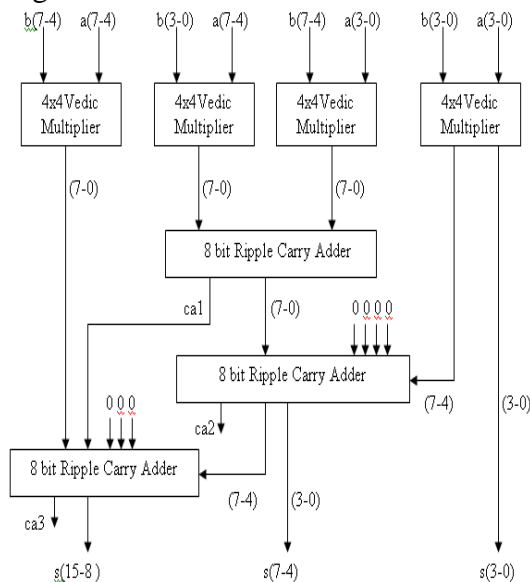 b(7-4) a(7-4) b(3-0) a(7-4) b(7-4) a(3-0) b(3-0) a(3-0)
4x4Vedic Multiplier
4x4Vedic Multiplier
4x4Vedic Multiplier
4x4Vedic Multiplier
(7-0) (7-0) (7-0)
8 bit Ripple Carry Adder
ca1 (7-0) 0 0 0 0
8 bit Ripple Carry Adder
(7-4) (3-0)
0 0 0 ca2
8 bit Ripple Carry Adder
(7-4) (3-0)
ca3
s(15-8 ) s(7-4) s(3-0)